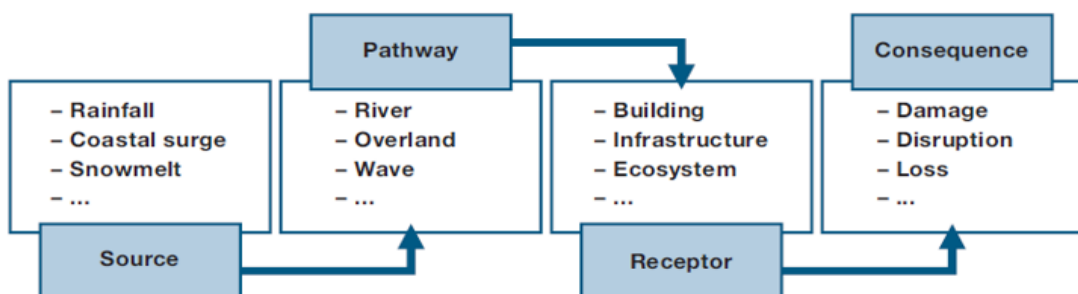 Pathway
Consequence
– Rainfall
– Coastal surge
– Snowmelt
– ...
– River
– Overland
– Wave
– ...
– Building
– Infrastructure
– Ecosystem
– ...
– Damage
– Disruption
– Loss
– ...
Source
Receptor